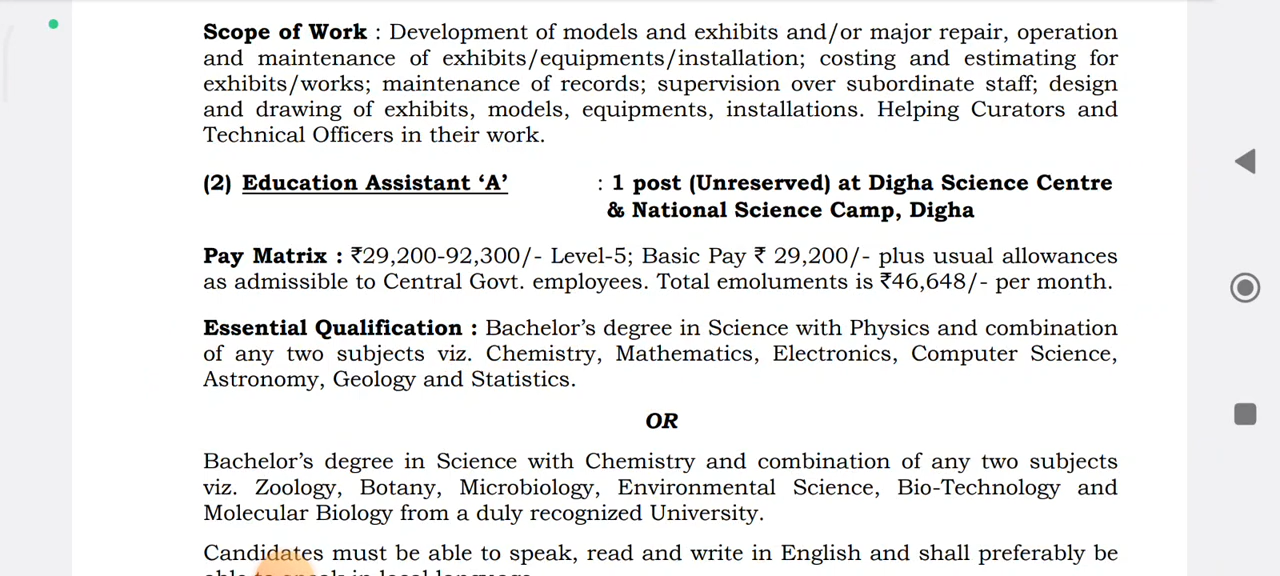 Scope of Work : Development of models and exhibits and/or major repair, operation
and maintenance of exhibits/equipments/installation; costing and estimating for
exhibits/works; maintenance of records; supervision over subordinate staff; design
and drawing of exhibits, models, equipments, installations. Helping Curators and
Technical Officers in their work.
(2) Education Assistant ‘A’ : 1 post (Unreserved) at Digha Science Centre
& National Science Camp, Digha
Pay Matrix : ₹29,200-92,300/- Level-5; Basic Pay ₹ 29,200/- plus usual allowances
as admissible to Central Govt. employees. Total emoluments is ₹46,648/- per month.
Essential Qualification : Bachelor’s degree in Science with Physics and combination
of any two subjects viz. Chemistry, Mathematics, Electronics, Computer Science,
Astronomy, Geology and Statistics.
OR
Bachelor’s degree in Science with Chemistry and combination of any two subjects
viz. Zoology, Botany, Microbiology, Environmental Science, Bio-Technology and
Molecular Biology from a duly recognized University.
Candidates must be able to speak, read and write in English and shall preferably be